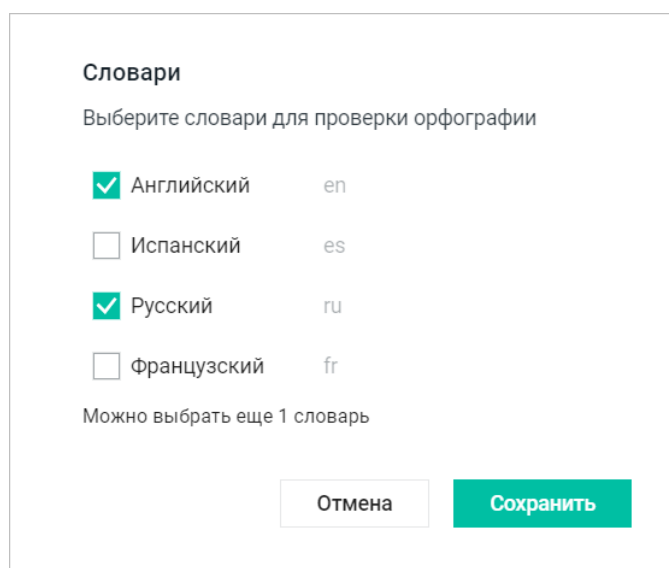 Словари
Выберите словари для проверки орфографии
Английский en
Испанский es
Русский ru
Французский fr
Можно выбрать еще 1 словарь
Отмена Сохранить